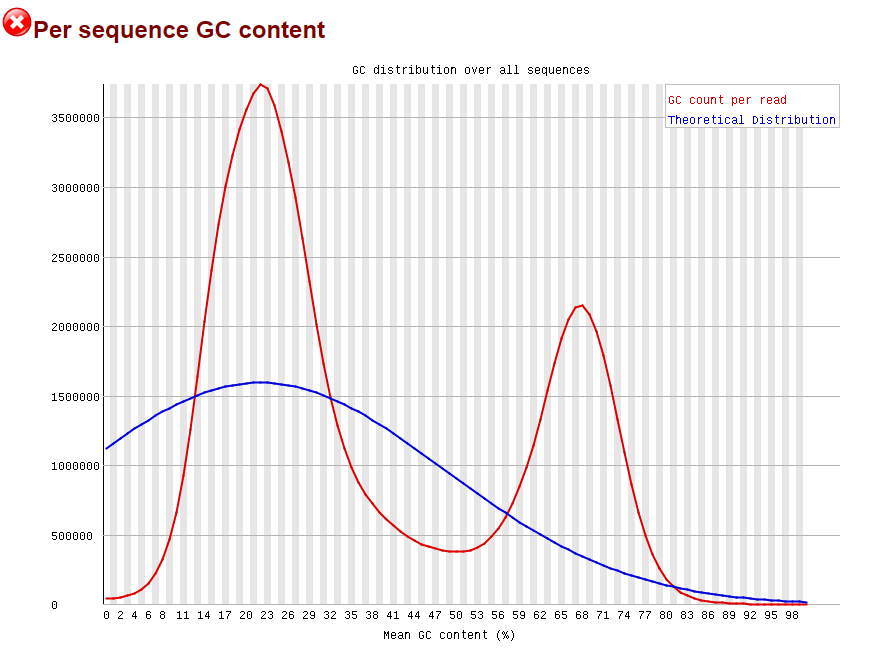 Per sequence GC content
GC distribution over all sequences
GC count per read
Theoretical Distribution
3500000
3000000
2500000
2000000
1500000
1000000
500000
0
0 2 4 6 8 11 14 17 20 23 26 29 32 35 38 41 44 47 50 53 56 59 62 65 68 71 74 77 80 83 86 89 92 95 98
Mean GC content (%)